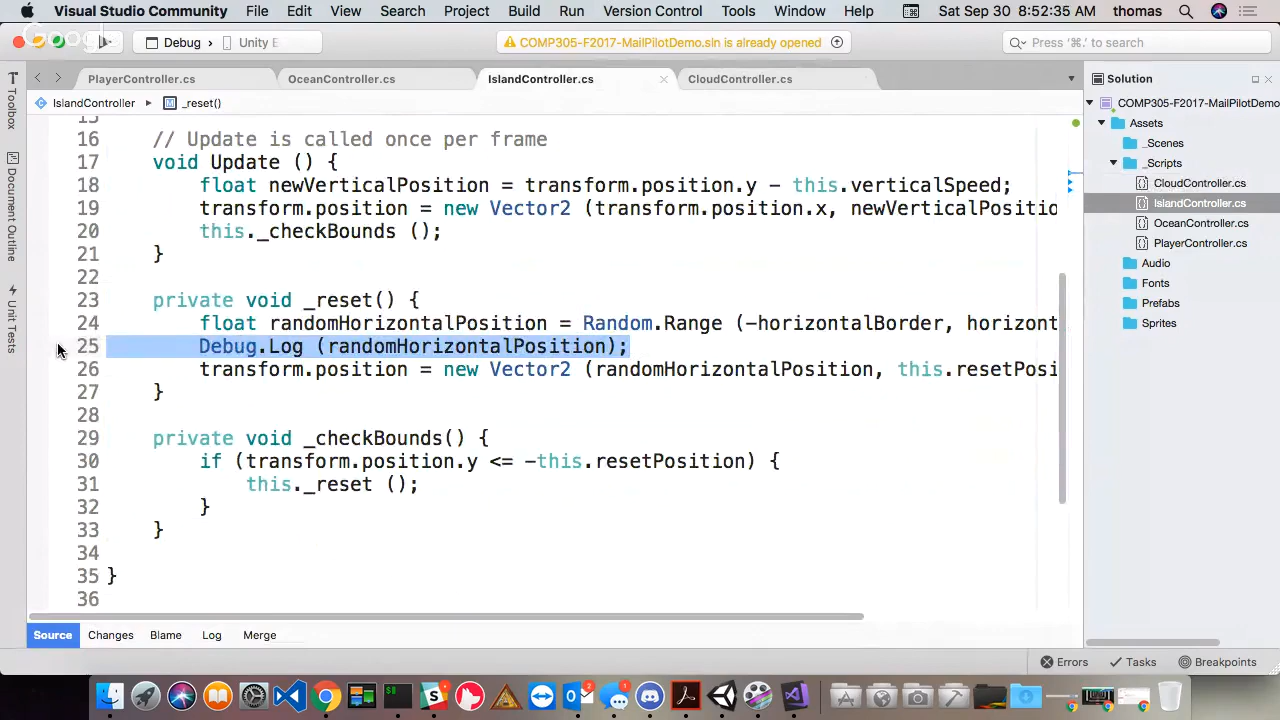 Visual Studio Community File Edit View Search Project Build Run Version Control Tools Window Help Sat Sep 30 8:52:35 AM thomas
Google
Debug Unity E
COMP305-F2017-MailPilotDemo.sln is already opened
Press '⌘.' to search
PlayerController.cs OceanController.cs IslandController.cs CloudController.cs
IslandController _reset()
15
16 // Update is called once per frame
17 void Update () {
18 float newVerticalPosition = transform.position.y - this.verticalSpeed;
19 transform.position = new Vector2 (transform.position.x, newVerticalPositio
20 this._checkBounds ();
21 }
22
23 private void _reset() {
24 float randomHorizontalPosition = Random.Range (-horizontalBorder, horizont
25 Debug.Log (randomHorizontalPosition);
26 transform.position = new Vector2 (randomHorizontalPosition, this.resetPosi
27 }
28
29 private void _checkBounds() {
30 if (transform.position.y <= -this.resetPosition) {
31 this._reset ();
32 }
33 }
34
35 }
36
Toolbox
Document Outline
Unit Tests
Solution
COMP305-F2017-MailPilotDemo
Assets
_Scenes
_Scripts
CloudController.cs
IslandController.cs
OceanController.cs
PlayerController.cs
Audio
Fonts
Prefabs
Sprites
Source Changes Blame Log Merge
Errors Tasks Breakpoints